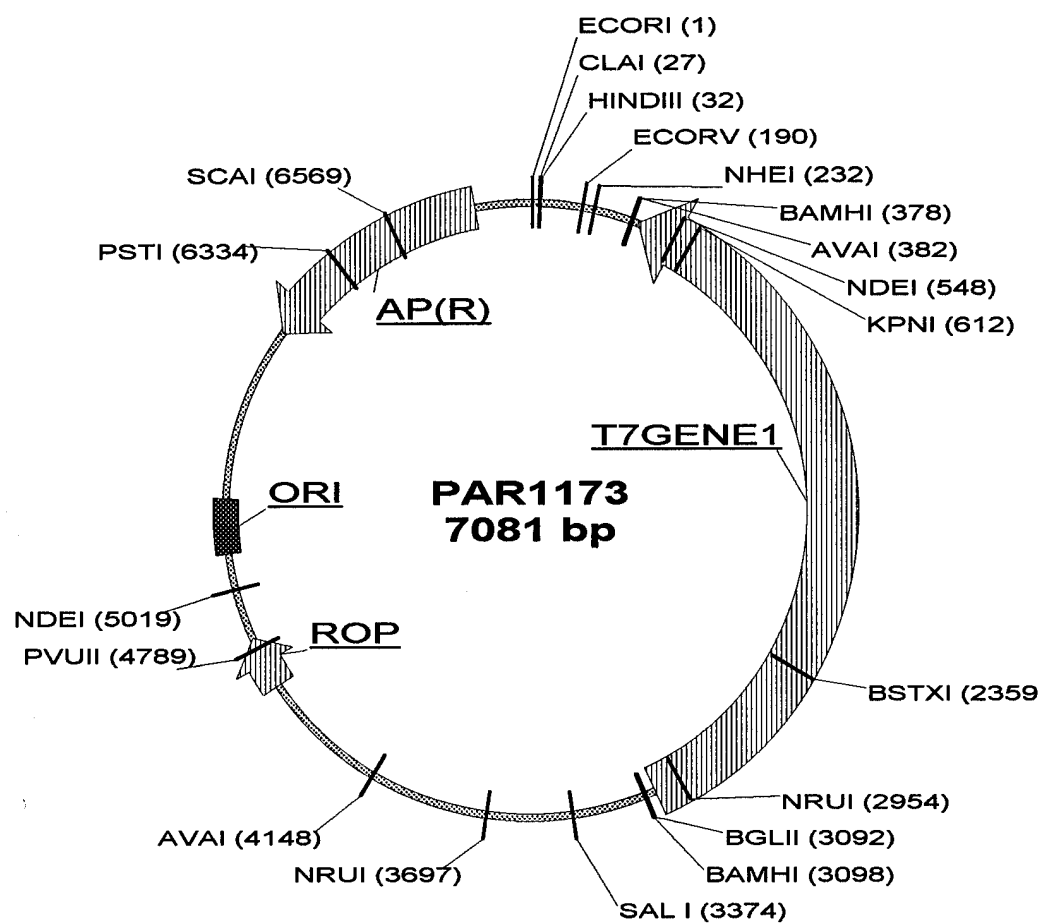 ECORI (1)
CLAI (27)
HINDIII (32)
ECORV (190)
NHEI (232)
BAMHI (378)
AVAI (382)
NDEI (548)
KPNI (612)
SCAI (6569)
PSTI (6334)
AP(R)
T7GENE1
ORI
PAR1173
7081 bp
NDEI (5019)
PVUII (4789)
ROP
BSTXI (2359
NRUI (2954)
BGLII (3092)
BAMHI (3098)
SAL I (3374)
AVAI (4148)
NRUI (3697)